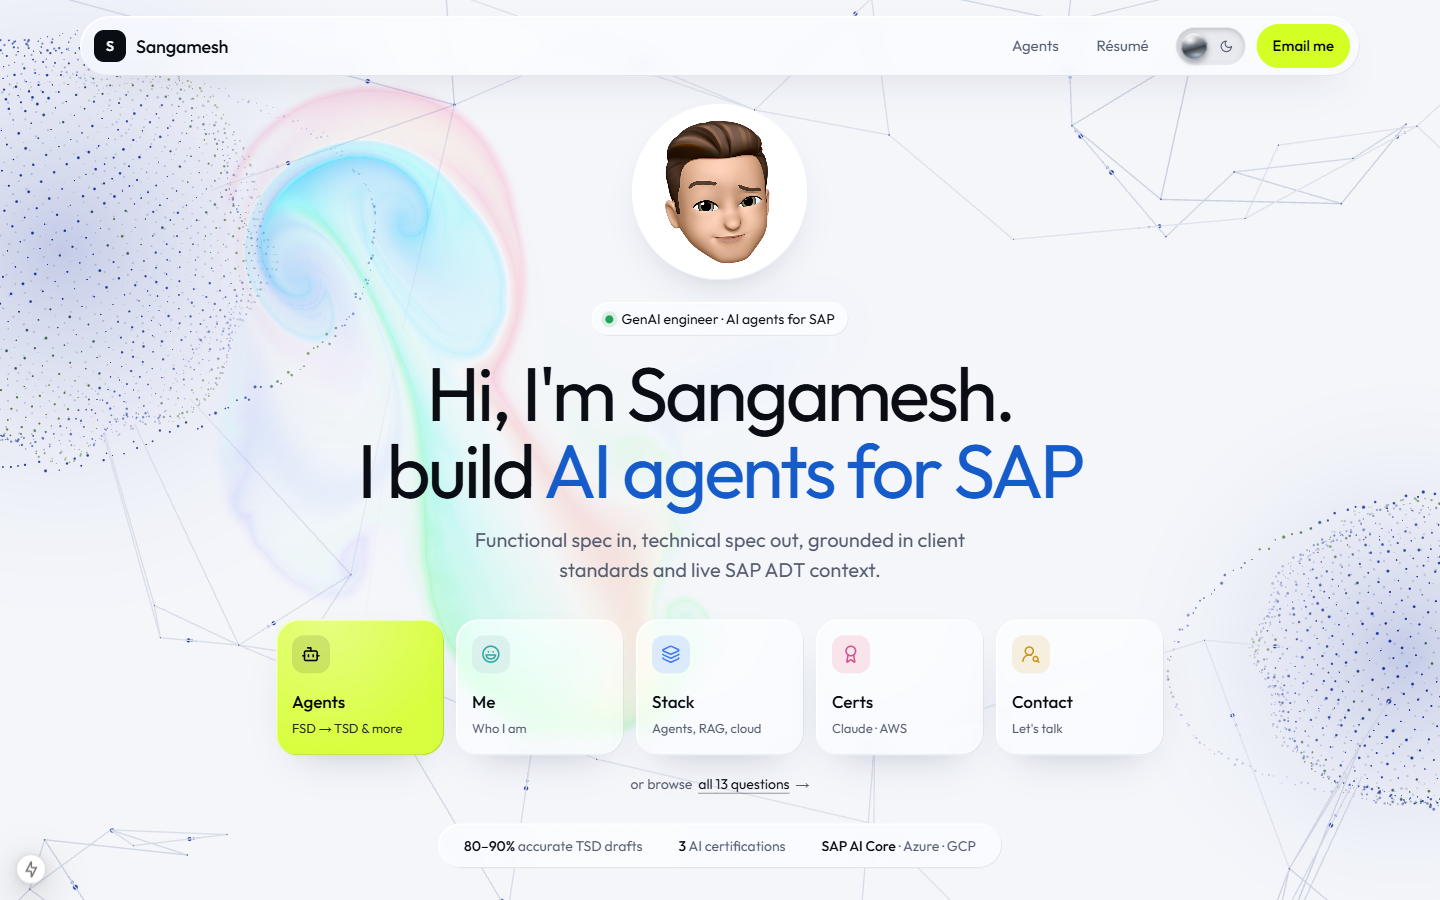 S Sangamesh Agents Résumé Email me
GenAI engineer · AI agents for SAP
Hi, I'm Sangamesh.
I build AI agents for SAP
Functional spec in, technical spec out, grounded in client
standards and live SAP ADT context.
Agents
FSD → TSD & more
Me
Who I am
Stack
Agents, RAG, cloud
Certs
Claude · AWS
Contact
Let's talk
or browse all 13 questions →
80–90% accurate TSD drafts 3 AI certifications SAP AI Core · Azure · GCP